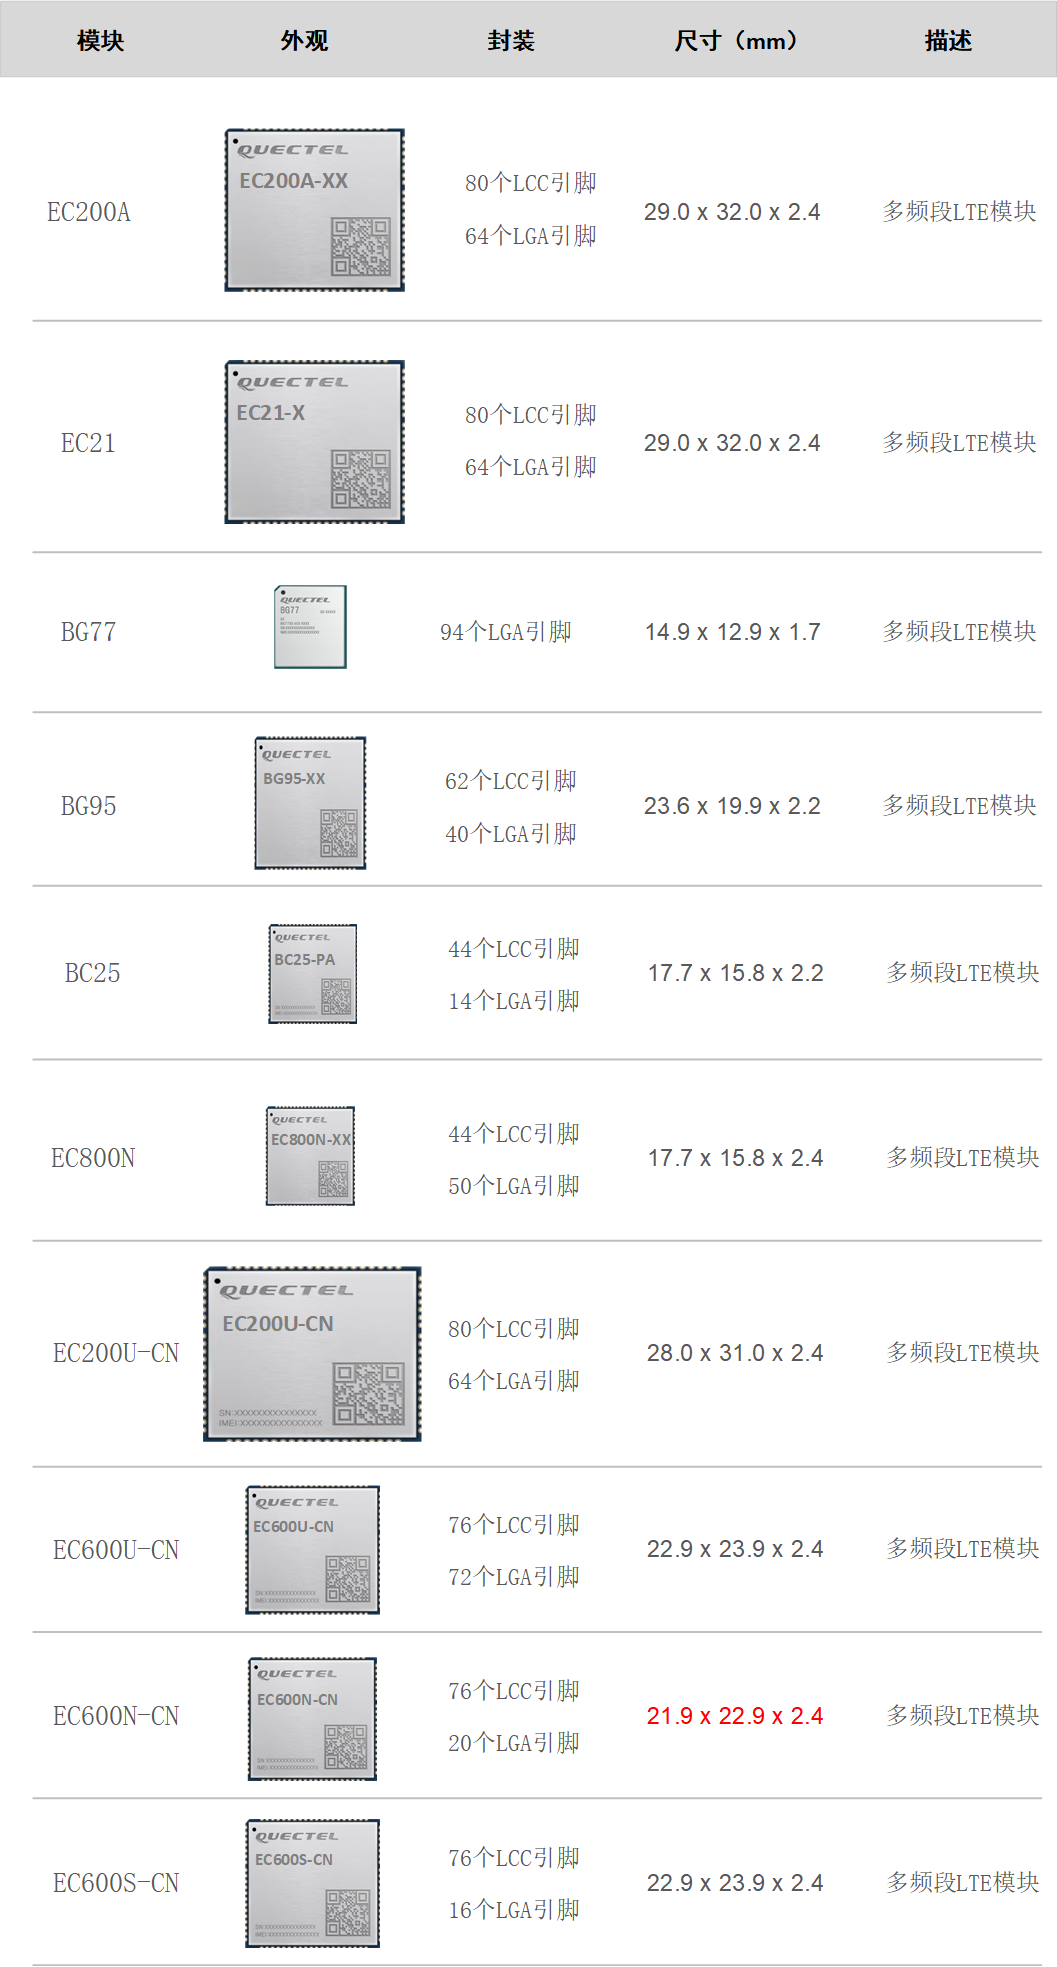 模块 外观 封装 尺寸（mm） 描述
QUECTEL
EC200A-XX
EC200A
80个LCC引脚
64个LGA引脚
29.0 x 32.0 x 2.4
多频段LTE模块
QUECTEL
EC21-X
EC21
80个LCC引脚
64个LGA引脚
29.0 x 32.0 x 2.4
多频段LTE模块
QUECTEL
BG77
BG77
94个LGA引脚
14.9 x 12.9 x 1.7
多频段LTE模块
QUECTEL
BG95-XX
BG95
62个LCC引脚
40个LGA引脚
23.6 x 19.9 x 2.2
多频段LTE模块
QUECTEL
BC25-PA
BC25
44个LCC引脚
14个LGA引脚
17.7 x 15.8 x 2.2
多频段LTE模块
QUECTEL
EC800N-XX
EC800N
44个LCC引脚
50个LGA引脚
17.7 x 15.8 x 2.4
多频段LTE模块
QUECTEL
EC200U-CN
SN:XXXXXXXXXXXXXXX
IMEI:XXXXXXXXXXXXXXX
EC200U-CN
80个LCC引脚
64个LGA引脚
28.0 x 31.0 x 2.4
多频段LTE模块
QUECTEL
EC600U-CN
EC600U-CN
76个LCC引脚
72个LGA引脚
22.9 x 23.9 x 2.4
多频段LTE模块
QUECTEL
EC600N-CN
EC600N-CN
76个LCC引脚
20个LGA引脚
21.9 x 22.9 x 2.4
多频段LTE模块
QUECTEL
EC600S-CN
EC600S-CN
76个LCC引脚
16个LGA引脚
22.9 x 23.9 x 2.4
多频段LTE模块